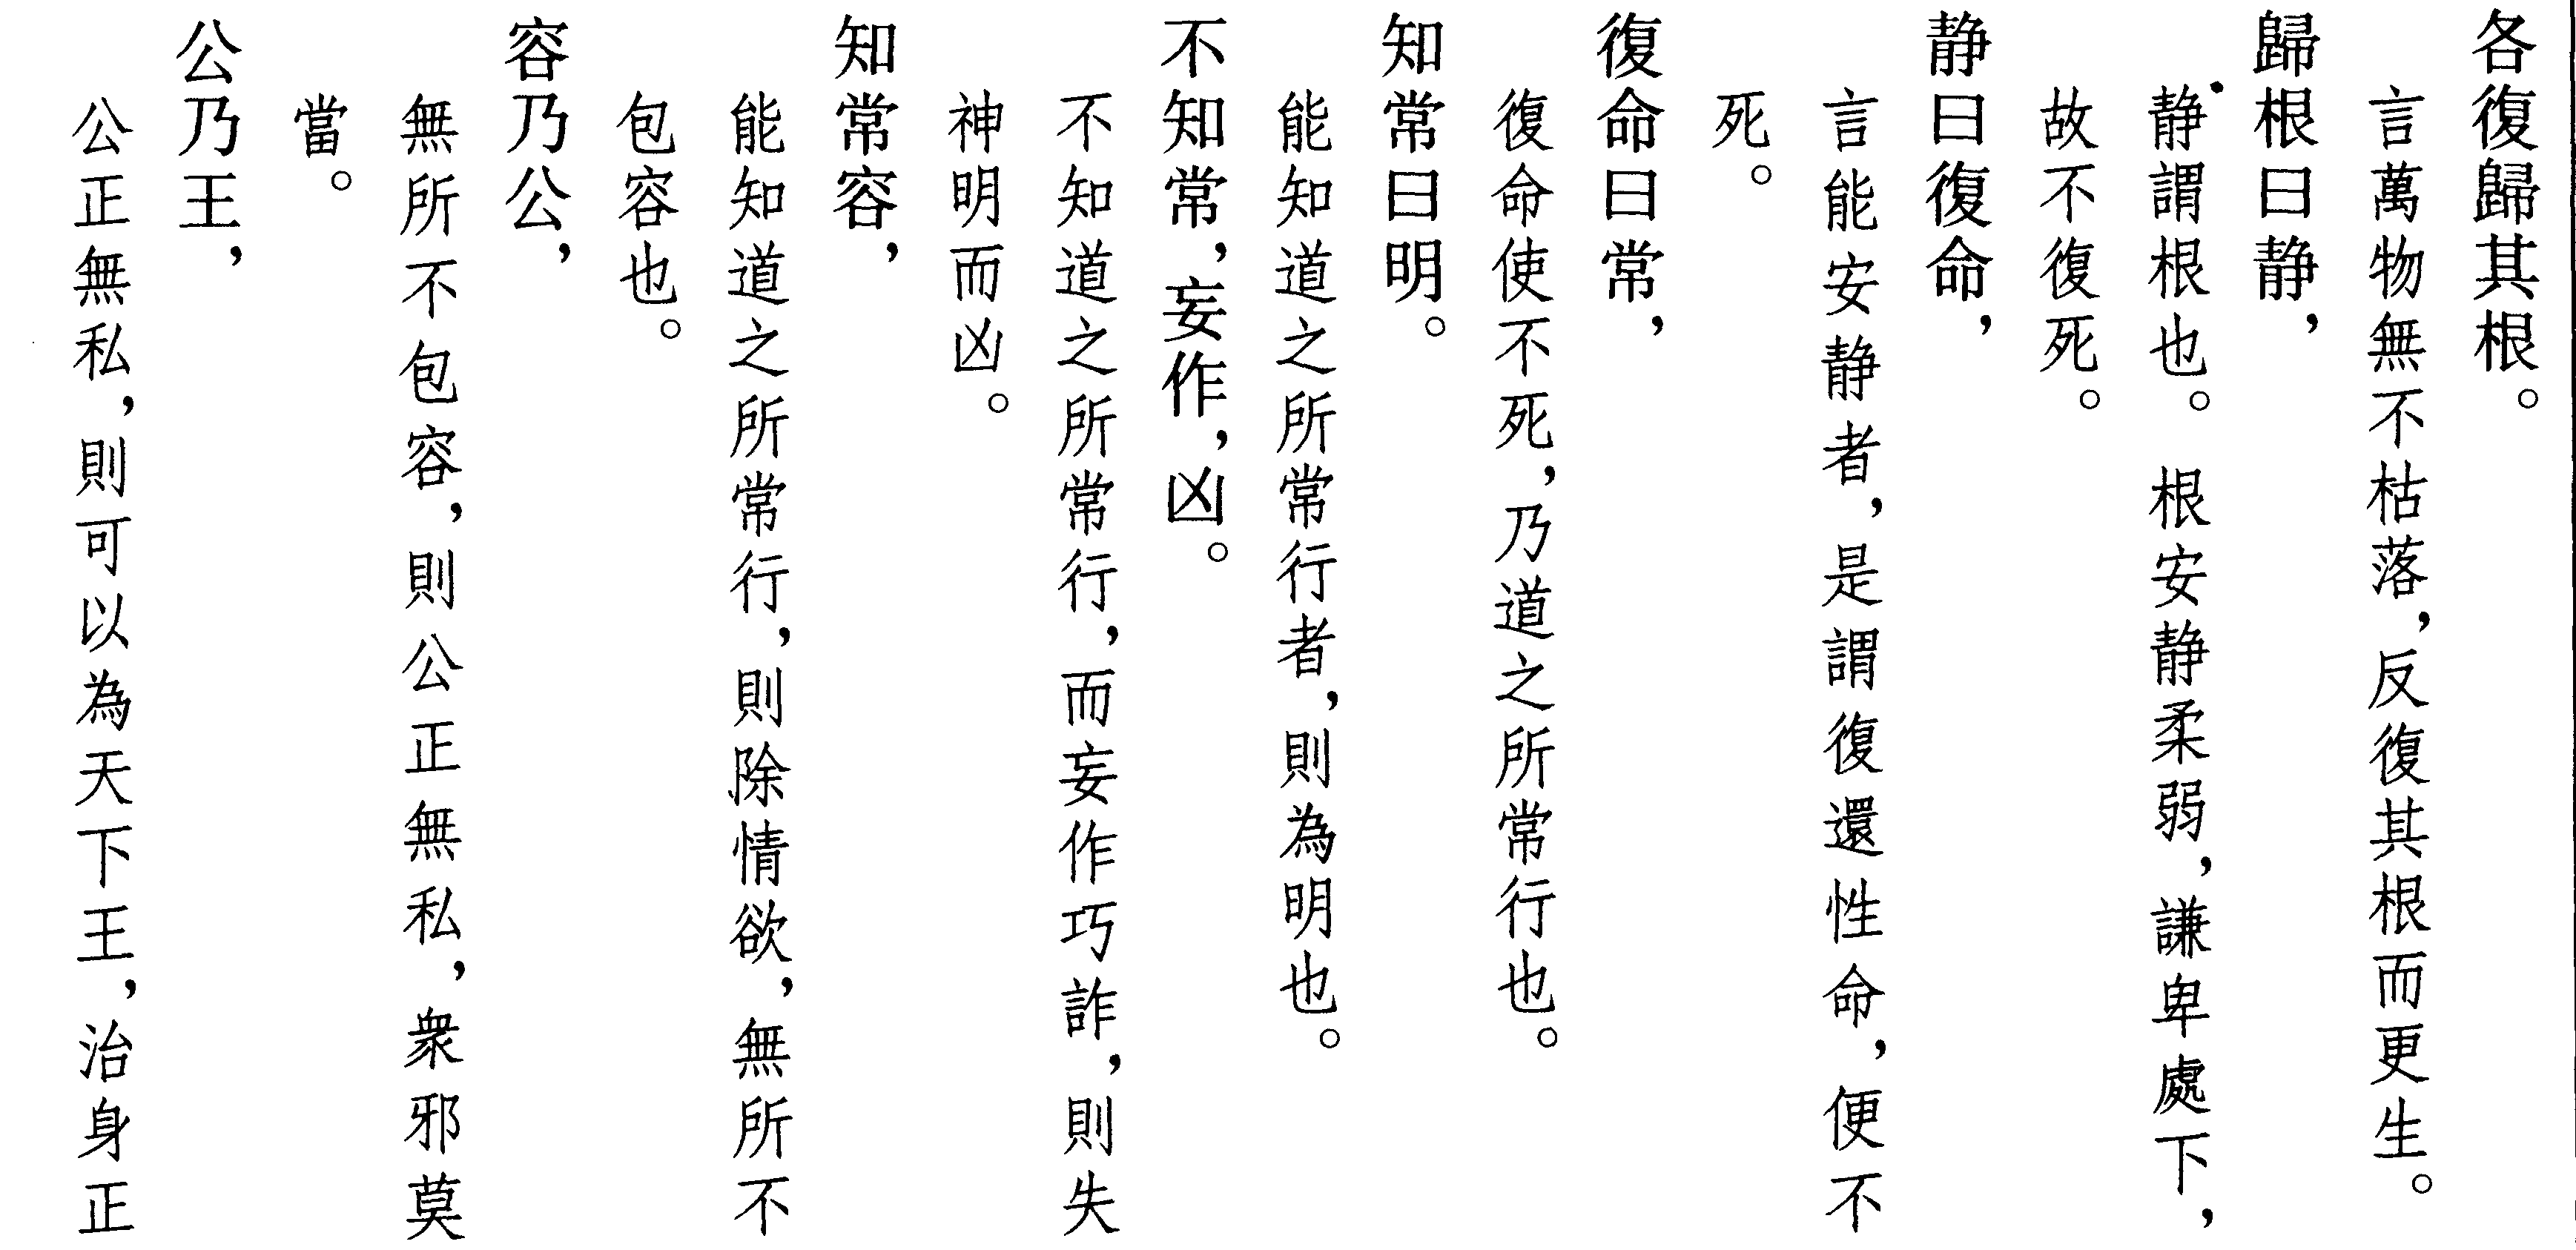 各復歸其根。
言萬物無不枯落，反復其根而更生。
歸根曰静，
静謂根也。根安静柔弱，謙卑處下，
故不復死。
静曰復命，
言能安静者，是謂復還性命，便不
死。
復命曰常，
復命使不死，乃道之所常行也。
知常曰明。
能知道之所常行者，則為明也。
不知常，妄作，凶。
不知道之所常行，而妄作巧詐，則失
神明而凶。
知常容，
能知道之所常行，則除情欲，無所不
包容也。
容乃公，
無所不包容，則公正無私，衆邪莫
當。
公乃王，
公正無私，則可以為天下王，治身正